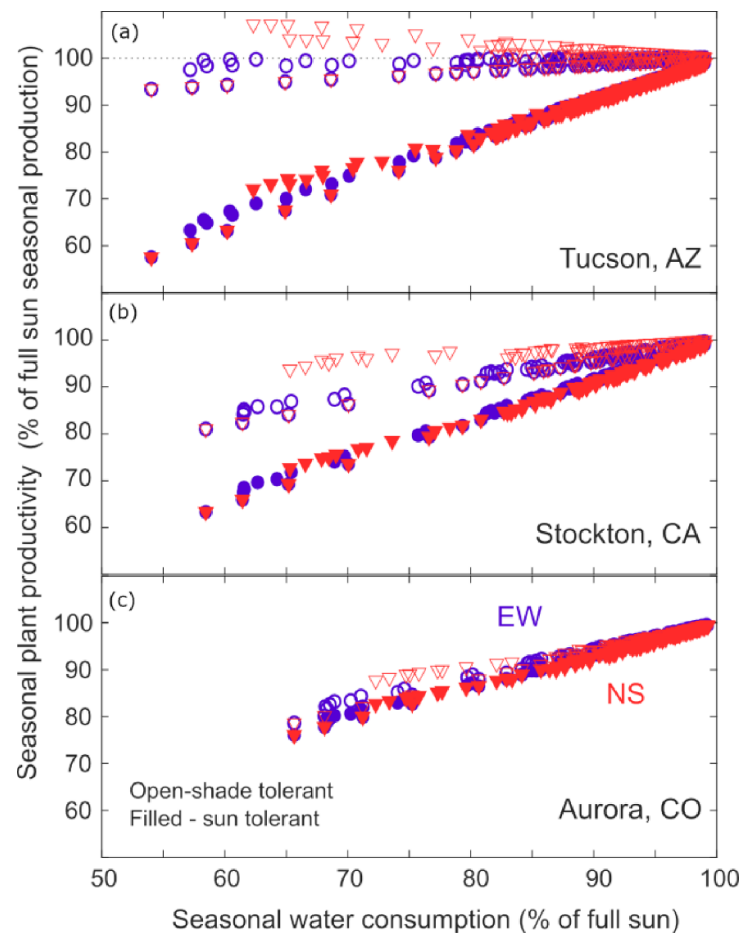 Seasonal plant productivity (% of full sun seasonal production)
(a)
100
90
80
70
60
Tucson, AZ
(b)
100
90
80
70
60
Stockton, CA
(c)
100
90
80
70
60
EW
NS
Open-shade tolerant
Filled - sun tolerant
Aurora, CO
50 60 70 80 90 100
Seasonal water consumption (% of full sun)